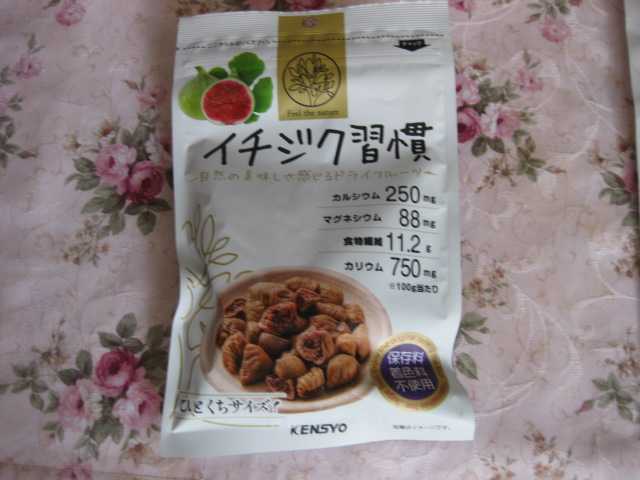 Feel the nature
イチジク習慣
～自然の美味しさ感じるドライフルーツ～
カルシウム 250mg
マグネシウム 88mg
食物繊維 11.2g
カリウム 750mg
※100g当たり
保存料
着色料
不使用
ひとくちサイズ!!
KENSYO